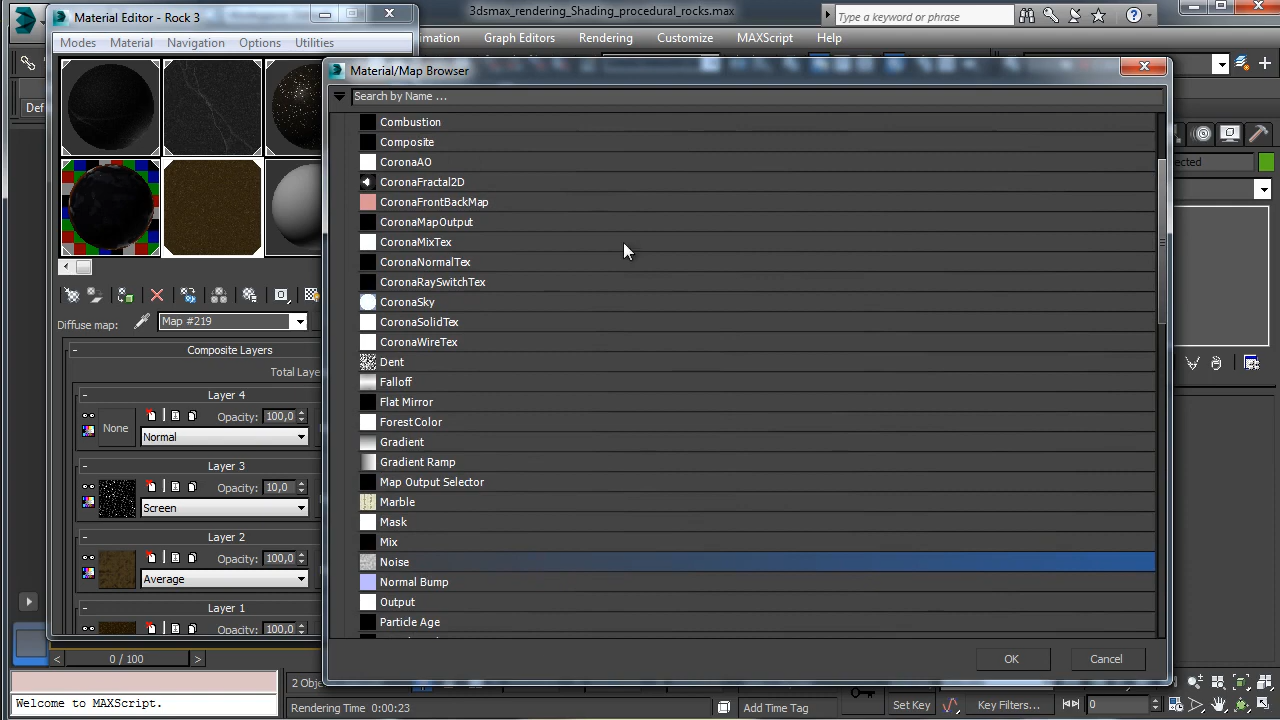 3dsmax_rendering_Shading_procedural_rocks.max
Type a keyword or phrase
Material Editor - Rock 3
Modes Material Navigation Options Utilities
Graph Editors Rendering Customize MAXScript Help
Material/Map Browser
Search by Name ...
Def
Combustion
Composite
CoronaAO
CoronaFractal2D
CoronaFrontBackMap
CoronaMapOutput
CoronaMixTex
CoronaNormalTex
CoronaRaySwitchTex
CoronaSky
CoronaSolidTex
CoronaWireTex
Dent
Falloff
Flat Mirror
Forest Color
Gradient
Gradient Ramp
Map Output Selector
Marble
Mask
Mix
Noise
Normal Bump
Output
Particle Age
OK Cancel
Diffuse map: Map #219
Composite Layers
Total Laye
Layer 4
None Opacity: 100,0
Normal
Layer 3
Opacity: 10,0
Screen
Layer 2
Opacity: 100,0
Average
Layer 1
Opacity: 100,0
0 / 100
Welcome to MAXScript.
2 Obje
Rendering Time 0:00:23
Add Time Tag
Set Key
Key Filters...
0